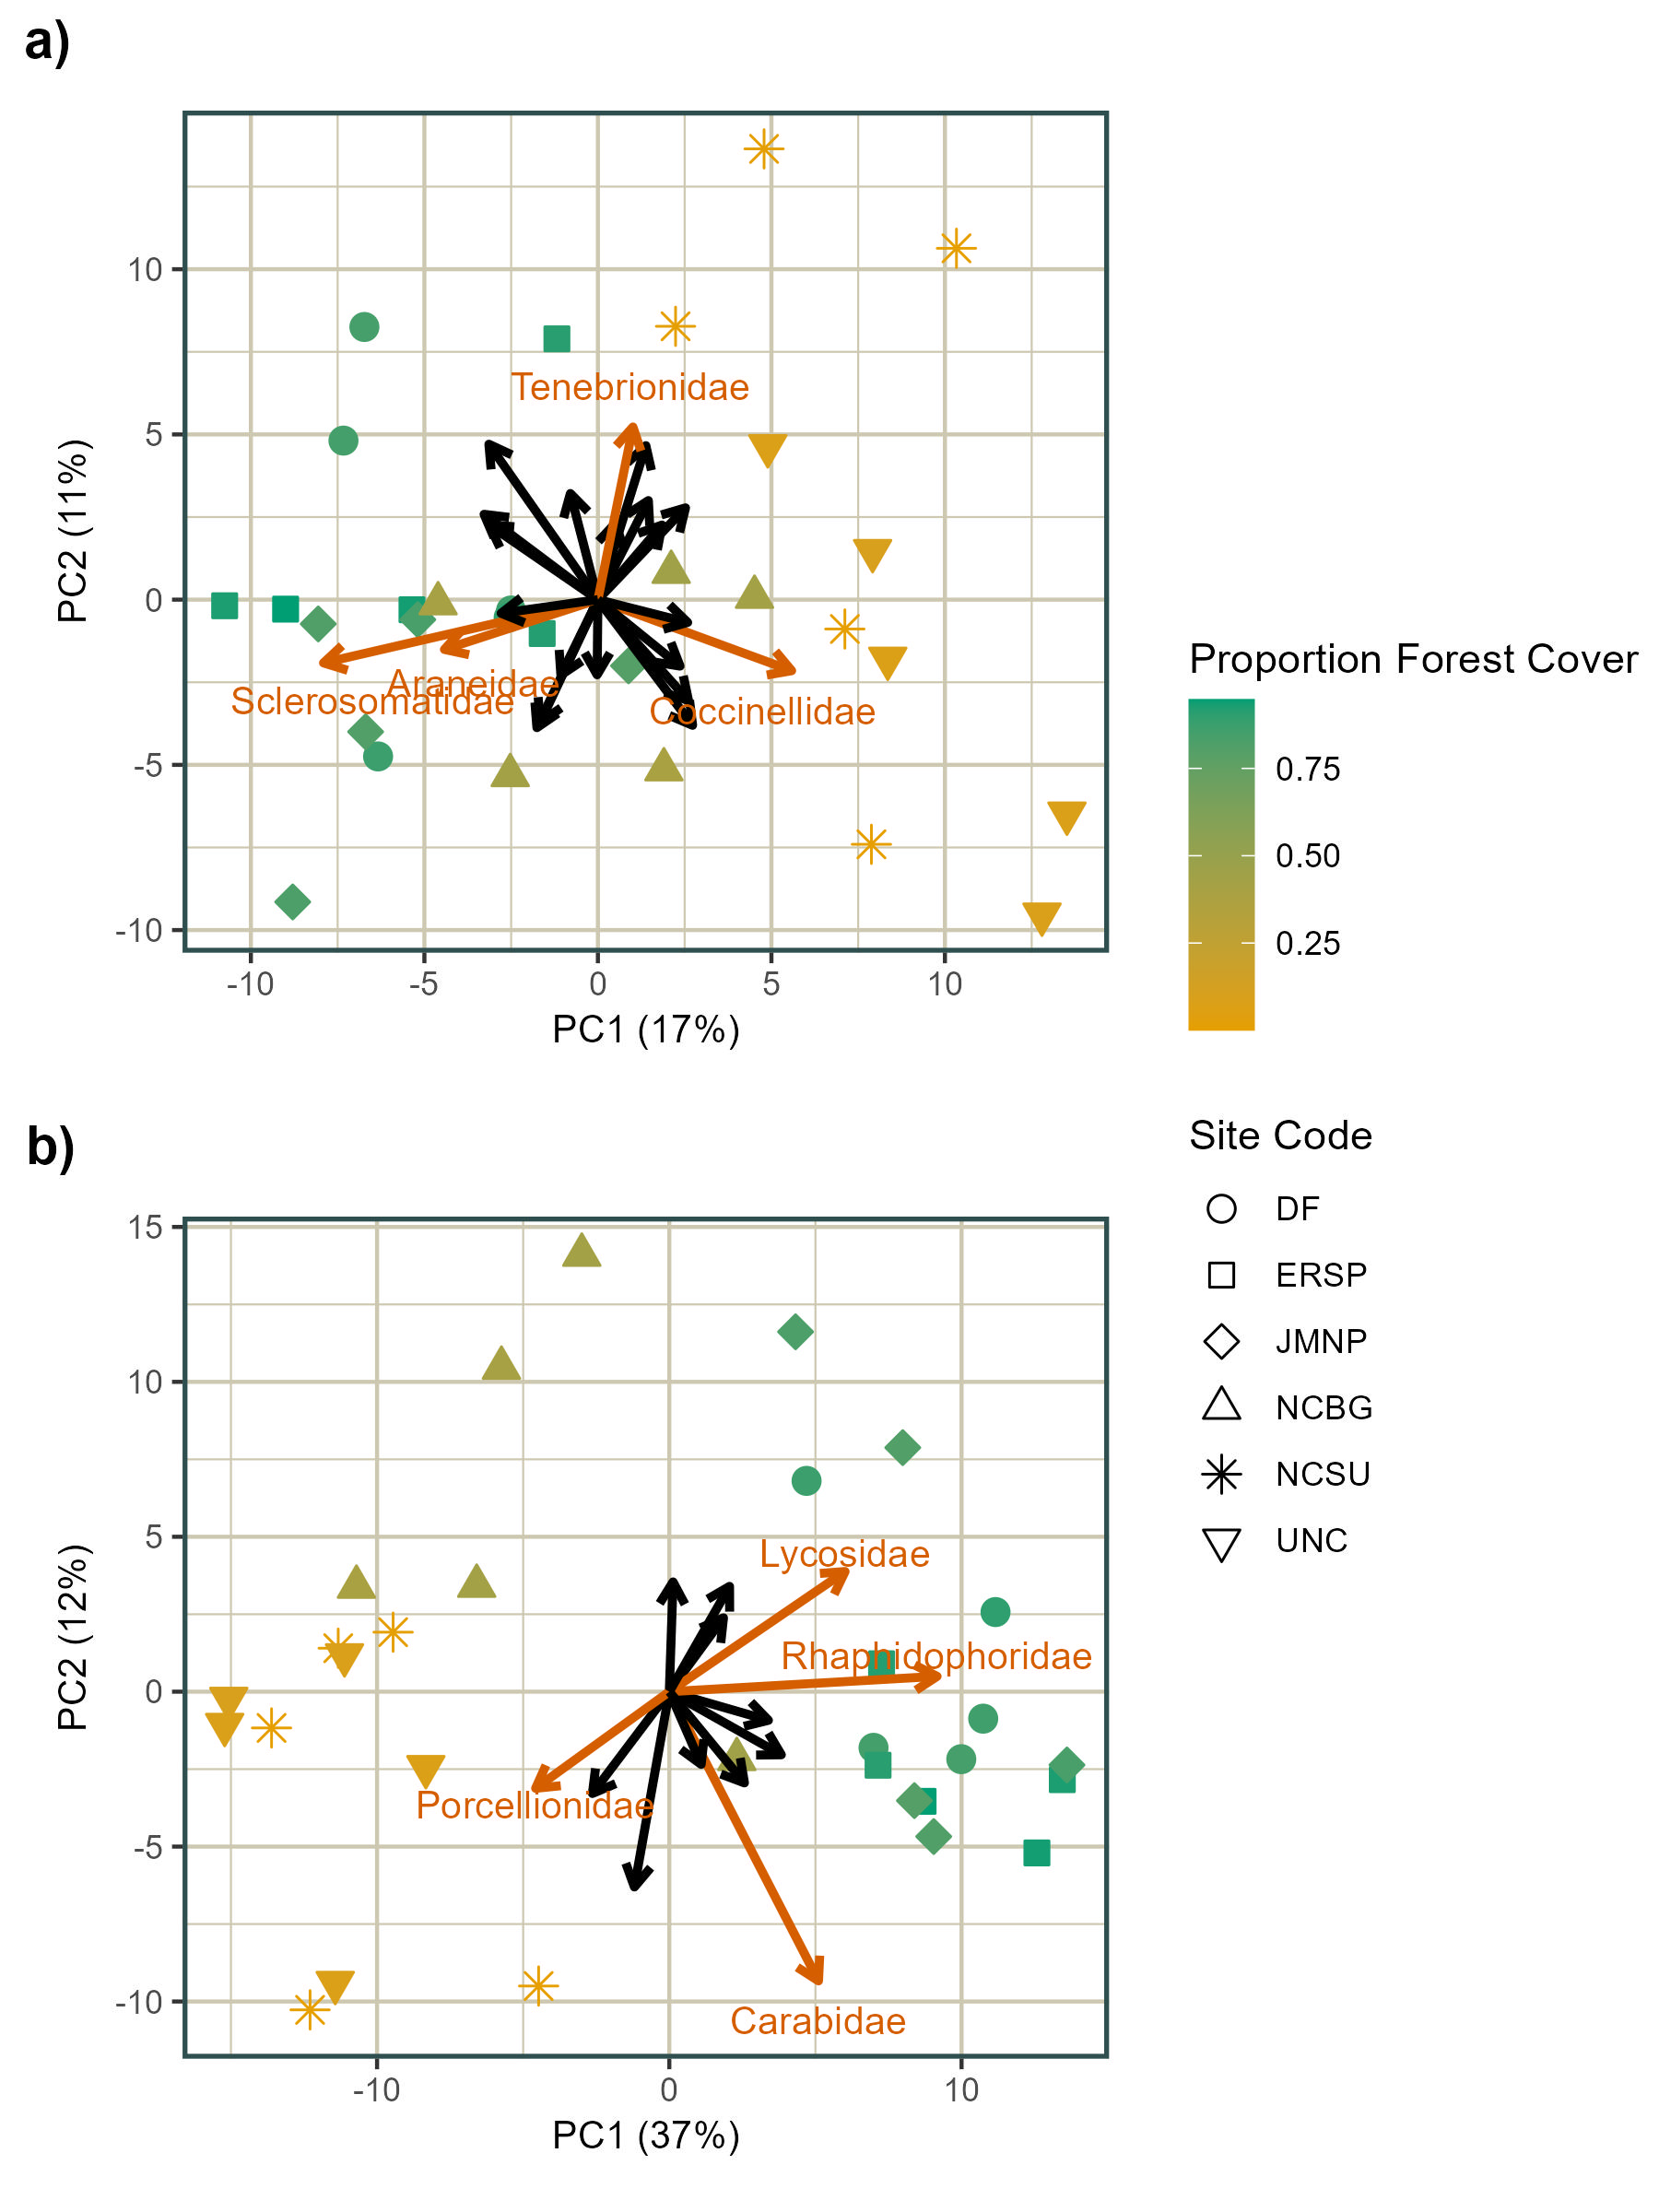 a)
10
5
0
-5
-10
PC2 (11%)
Tenebrionidae
Araneidae
Sclerosomatidae
Coccinellidae
-10 -5 0 5 10
PC1 (17%)
Proportion Forest Cover
0.75
0.50
0.25
b)
15
10
5
0
-5
-10
PC2 (12%)
Lycosidae
Rhaphidophoridae
Porcellionidae
Carabidae
-10 0 10
PC1 (37%)
Site Code
DF
ERSP
JMNP
NCBG
NCSU
UNC